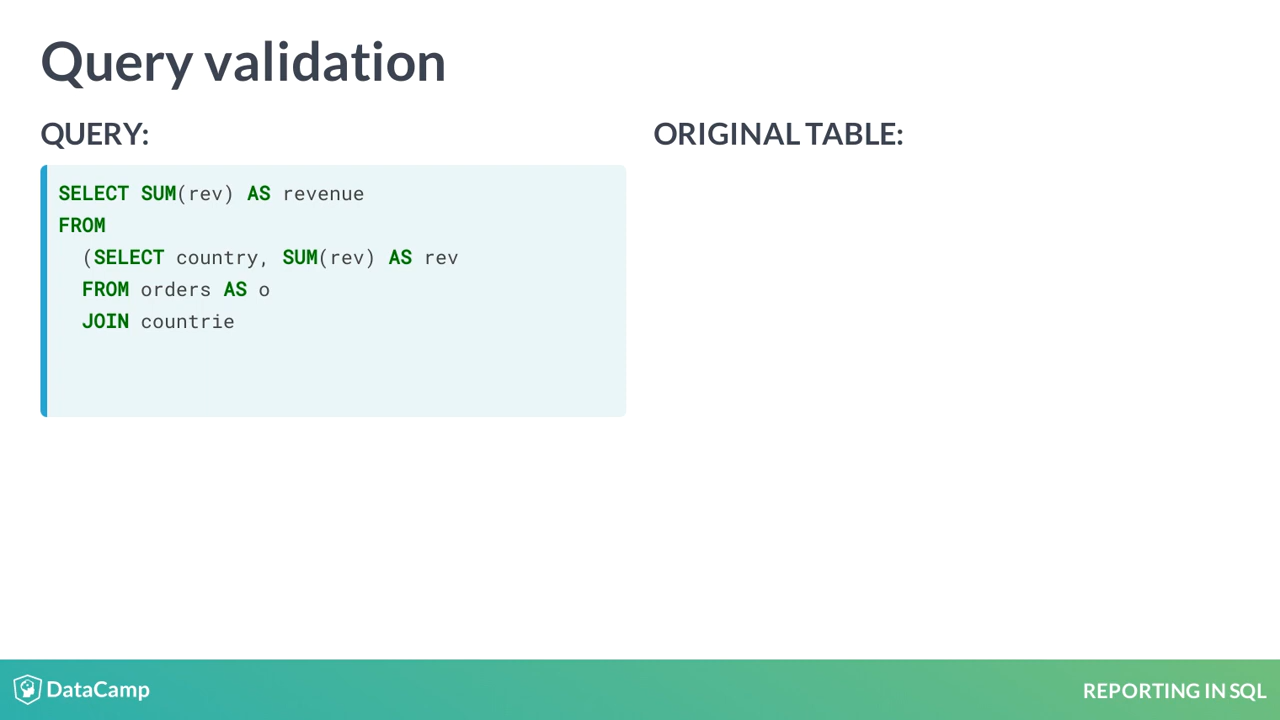 Query validation
QUERY:
SELECT SUM(rev) AS revenue
FROM
(SELECT country, SUM(rev) AS rev
FROM orders AS o
JOIN countrie
ORIGINAL TABLE:
DataCamp
REPORTING IN SQL